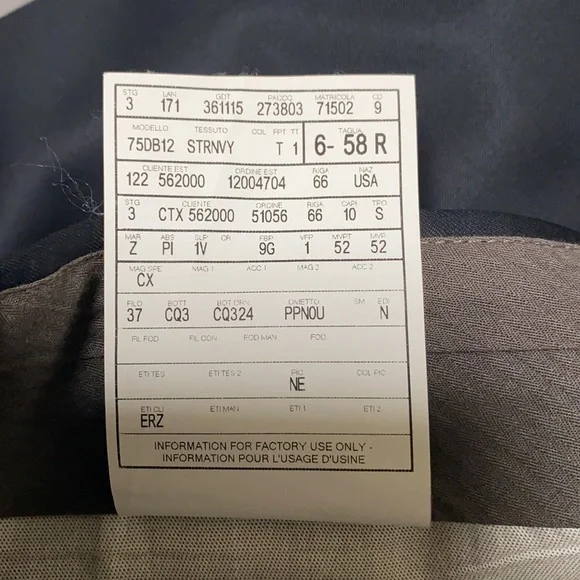 STG LAN GDT PACCO MATRICOLA CD
3 171 361115 273803 71502 9
MODELLO TESSUTO COL FPT TT TAGLIA
75DB12 STRNVY T 1 6- 58 R
CLIENTE EST ORDINE EST RIGA NAZ
122 562000 12004704 66 USA
STG CLIENTE ORDINE RIGA CAPI TPO
3 CTX 562000 51056 66 10 S
MAR ABS SLP CR FBP VFP MVPT MVP
Z PI 1V 9G 1 52 52
MAG SPE MAG 1 ACC 1 MAG 2 ACC 2
CX
FILO BOTT BOT DRN OMETTO SM EDI
37 CQ3 CQ324 PPN0U N
FIL FOD FIL CON FOD MAN FOD
ETI TES ETI TES 2 PIC COL PIC
NE
ETI CLI ETI MAN ETI 1 ETI 2
ERZ
INFORMATION FOR FACTORY USE ONLY -
INFORMATION POUR L'USAGE D'USINE